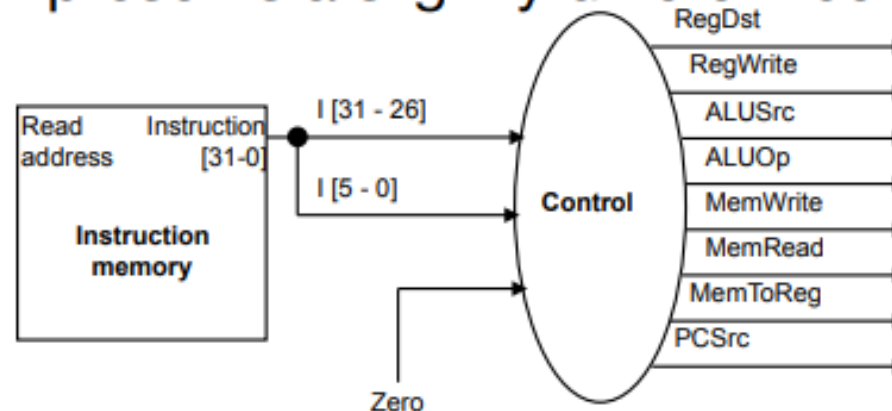 RegDst
RegWrite
ALUSrc
ALUOp
MemWrite
MemRead
MemToReg
PCSrc
Read address
Instruction [31-0]
Instruction memory
I [31 - 26]
I [5 - 0]
Control
Zero